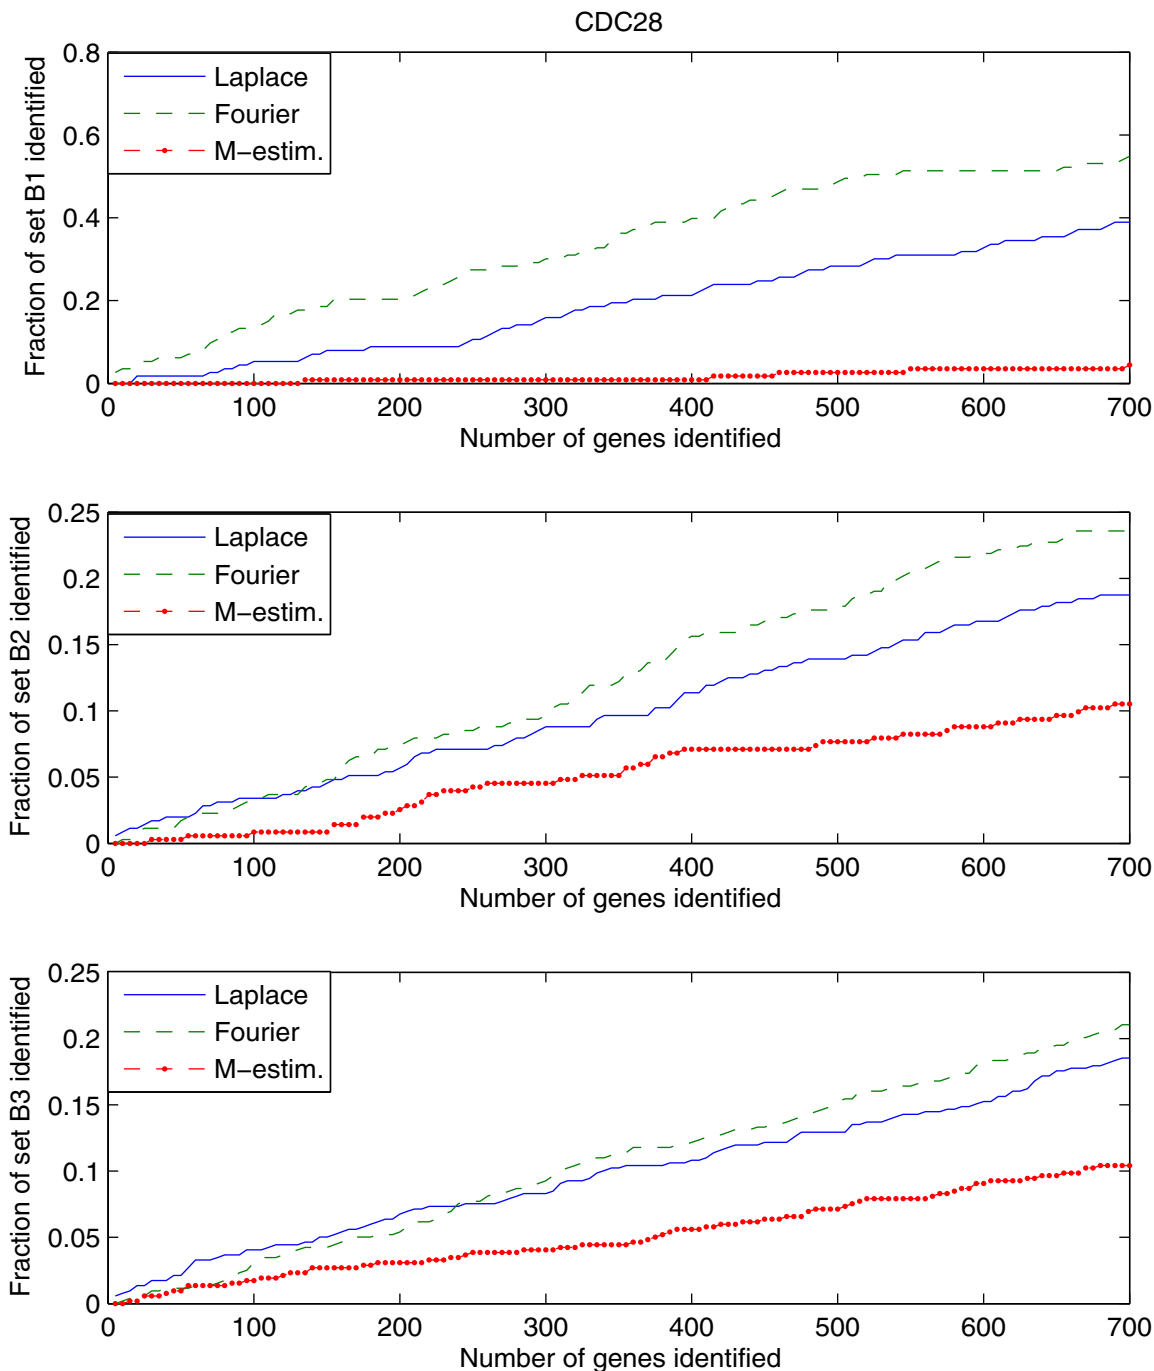 CDC28
0.8
0.6
0.4
0.2
0
Fraction of set B1 identified
Laplace
Fourier
M-estim.
0 100 200 300 400 500 600 700
Number of genes identified
0.25
0.2
0.15
0.1
0.05
0
Fraction of set B2 identified
Laplace
Fourier
M-estim.
0 100 200 300 400 500 600 700
Number of genes identified
0.25
0.2
0.15
0.1
0.05
0
Fraction of set B3 identified
Laplace
Fourier
M-estim.
0 100 200 300 400 500 600 700
Number of genes identified